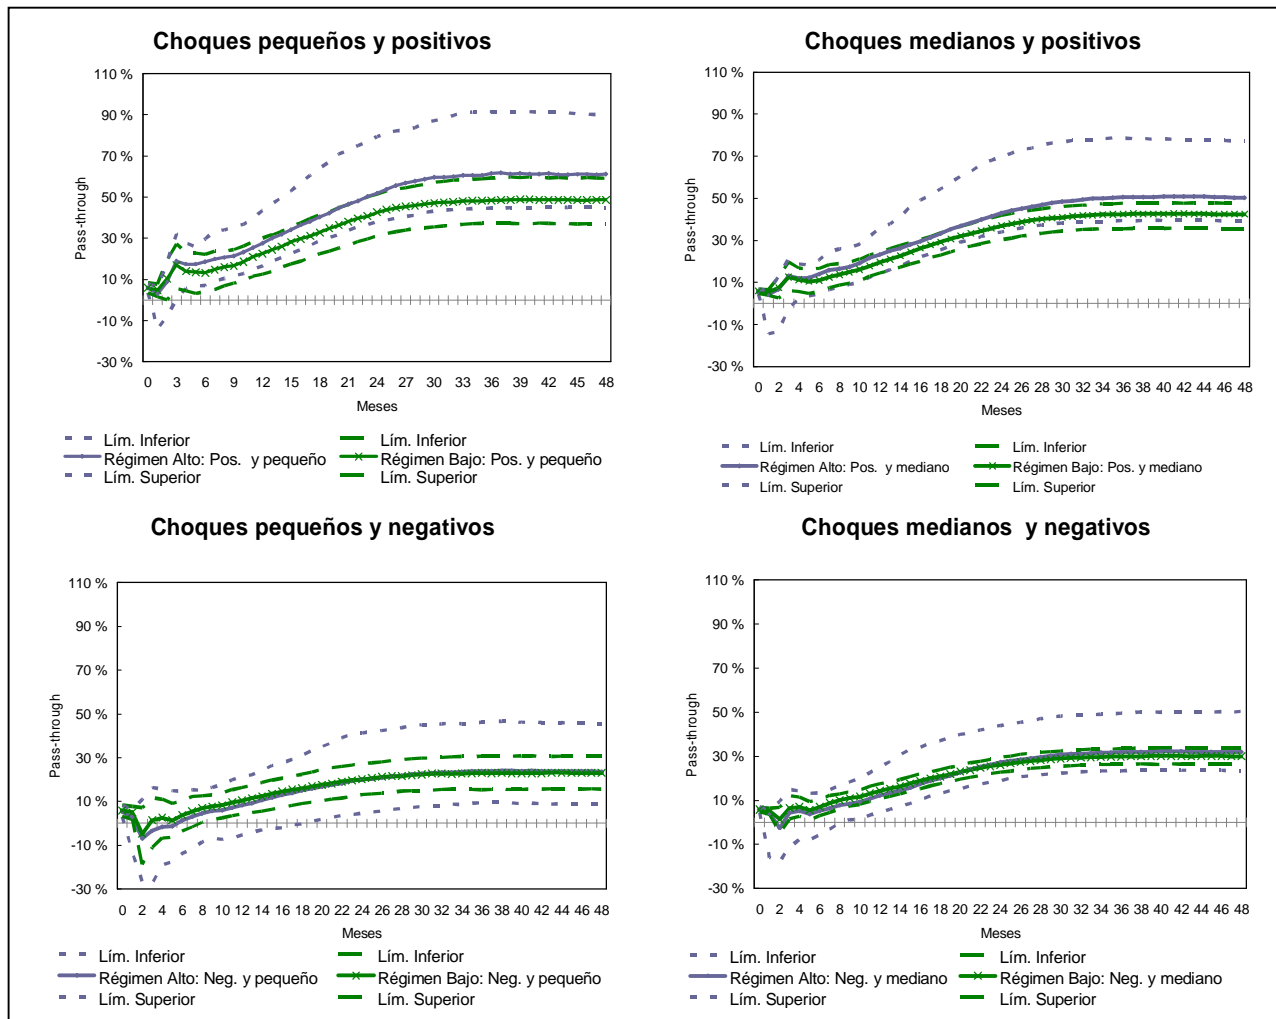 Choques pequeños y positivos
110 %
90 %
70 %
50 %
30 %
10 %
-10 %
-30 %
Pass-through
0 3 6 9 12 15 18 21 24 27 30 33 36 39 42 45 48
Meses
Lím. Inferior
Lím. Inferior
Régimen Alto: Pos. y pequeño
Régimen Bajo: Pos. y pequeño
Lím. Superior
Lím. Superior
Choques medianos y positivos
110 %
90 %
70 %
50 %
30 %
10 %
-10 %
-30 %
Pass-through
0 2 4 6 8 10 12 14 16 18 20 22 24 26 28 30 32 34 36 38 40 42 44 46 48
Meses
Lím. Inferior
Lím. Inferior
Régimen Alto: Pos. y mediano
Régimen Bajo: Pos. y mediano
Lím. Superior
Lím. Superior
Choques pequeños y negativos
110 %
90 %
70 %
50 %
30 %
10 %
-10 %
-30 %
Pass-through
0 2 4 6 8 10 12 14 16 18 20 22 24 26 28 30 32 34 36 38 40 42 44 46 48
Meses
Lím. Inferior
Lím. Inferior
Régimen Alto: Neg. y pequeño
Régimen Bajo: Neg. y pequeño
Lím. Superior
Lím. Superior
Choques medianos y negativos
110 %
90 %
70 %
50 %
30 %
10 %
-10 %
-30 %
Pass-through
0 2 4 6 8 10 12 14 16 18 20 22 24 26 28 30 32 34 36 38 40 42 44 46 48
Meses
Lím. Inferior
Lím. Inferior
Régimen Alto: Neg. y mediano
Régimen Bajo: Neg. y mediano
Lím. Superior
Lím. Superior